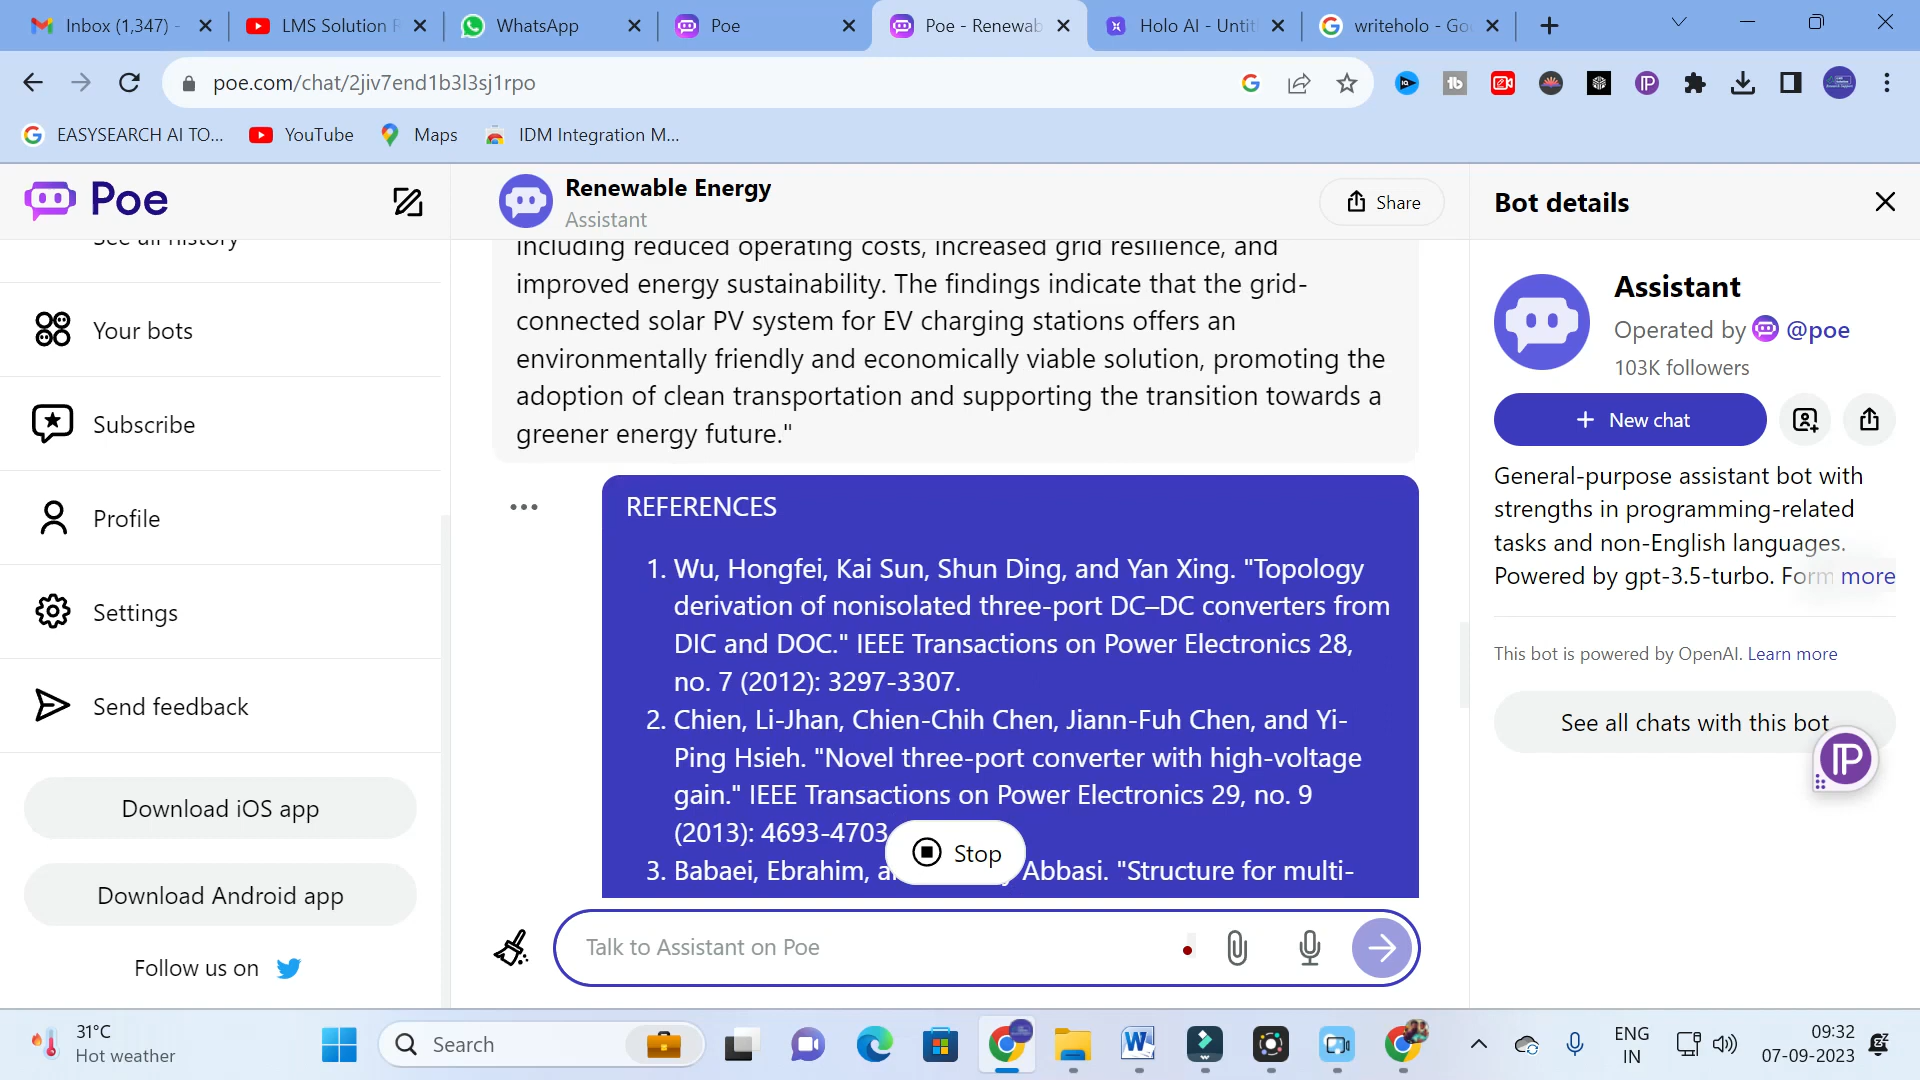 Inbox (1,347) -
LMS Solution
WhatsApp
Poe
Poe - Renewab
Holo AI - Untit
writeholo - Go
poe.com/chat/2jiv7end1b3l3sj1rpo
EASYSEARCH AI TO...
YouTube
Maps
IDM Integration M...
Poe
See all history
Your bots
Subscribe
Profile
Settings
Send feedback
Download iOS app
Download Android app
Follow us on
Renewable Energy
Assistant
Share
including reduced operating costs, increased grid resilience, and
improved energy sustainability. The findings indicate that the grid-
connected solar PV system for EV charging stations offers an
environmentally friendly and economically viable solution, promoting the
adoption of clean transportation and supporting the transition towards a
greener energy future."
REFERENCES
1. Wu, Hongfei, Kai Sun, Shun Ding, and Yan Xing. "Topology
derivation of nonisolated three-port DC–DC converters from
DIC and DOC." IEEE Transactions on Power Electronics 28,
no. 7 (2012): 3297-3307.
2. Chien, Li-Jhan, Chien-Chih Chen, Jiann-Fuh Chen, and Yi-
Ping Hsieh. "Novel three-port converter with high-voltage
gain." IEEE Transactions on Power Electronics 29, no. 9
(2013): 4693-4703
3. Babaei, Ebrahim, Abbasi. "Structure for multi-
Stop
Talk to Assistant on Poe
Bot details
Assistant
Operated by @poe
103K followers
+ New chat
General-purpose assistant bot with
strengths in programming-related
tasks and non-English languages.
Powered by gpt-3.5-turbo. Form more
This bot is powered by OpenAI. Learn more
See all chats with this bot
31°C
Hot weather
Search
ENG
IN
09:32
07-09-2023